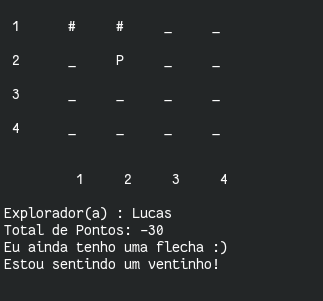 1 # # _ _
2 _ P _ _
3 _ _ _ _
4 _ _ _ _
1 2 3 4
Explorador(a) : Lucas
Total de Pontos: -30
Eu ainda tenho uma flecha :)
Estou sentindo um ventinho!